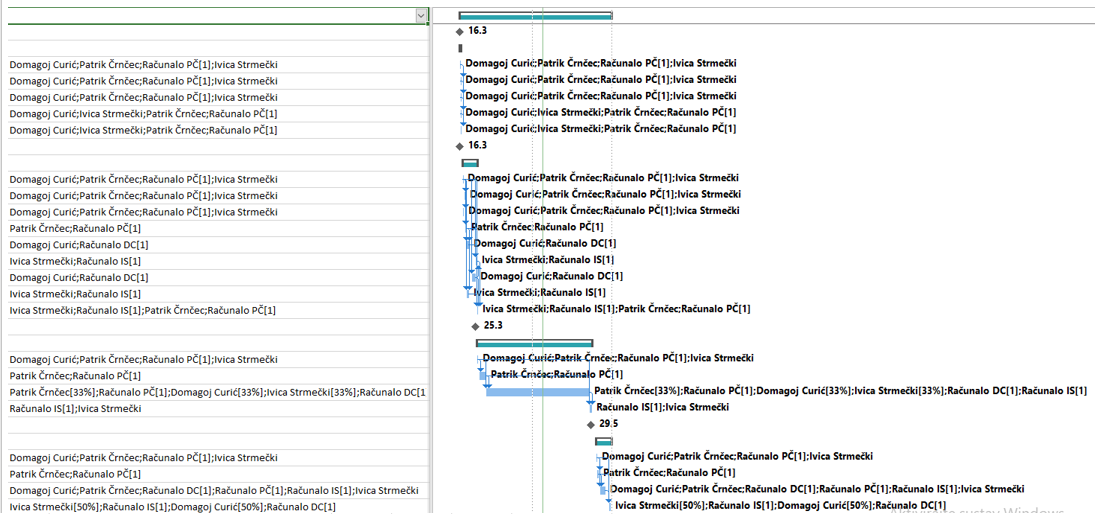 16.3
Domagoj Curić;Patrik Črnčec;Računalo PČ[1];Ivica Strmečki Domagoj Curić;Patrik Črnčec;Računalo PČ[1];Ivica Strmečki
Domagoj Curić;Patrik Črnčec;Računalo PČ[1];Ivica Strmečki Domagoj Curić;Patrik Črnčec;Računalo PČ[1];Ivica Strmečki
Domagoj Curić;Patrik Črnčec;Računalo PČ[1];Ivica Strmečki Domagoj Curić;Patrik Črnčec;Računalo PČ[1];Ivica Strmečki
Domagoj Curić;Ivica Strmečki;Patrik Črnčec;Računalo PČ[1] Domagoj Curić;Ivica Strmečki;Patrik Črnčec;Računalo PČ[1]
Domagoj Curić;Ivica Strmečki;Patrik Črnčec;Računalo PČ[1] Domagoj Curić;Ivica Strmečki;Patrik Črnčec;Računalo PČ[1]
16.3
Domagoj Curić;Patrik Črnčec;Računalo PČ[1];Ivica Strmečki Domagoj Curić;Patrik Črnčec;Računalo PČ[1];Ivica Strmečki
Domagoj Curić;Patrik Črnčec;Računalo PČ[1];Ivica Strmečki Domagoj Curić;Patrik Črnčec;Računalo PČ[1];Ivica Strmečki
Domagoj Curić;Patrik Črnčec;Računalo PČ[1];Ivica Strmečki Domagoj Curić;Patrik Črnčec;Računalo PČ[1];Ivica Strmečki
Patrik Črnčec;Računalo PČ[1] Patrik Črnčec;Računalo PČ[1]
Domagoj Curić;Računalo DC[1] Domagoj Curić;Računalo DC[1]
Ivica Strmečki;Računalo IS[1] Ivica Strmečki;Računalo IS[1]
Domagoj Curić;Računalo DC[1] Domagoj Curić;Računalo DC[1]
Ivica Strmečki;Računalo IS[1] Ivica Strmečki;Računalo IS[1]
Ivica Strmečki;Računalo IS[1];Patrik Črnčec;Računalo PČ[1] Ivica Strmečki;Računalo IS[1];Patrik Črnčec;Računalo PČ[1]
25.3
Domagoj Curić;Patrik Črnčec;Računalo PČ[1];Ivica Strmečki Domagoj Curić;Patrik Črnčec;Računalo PČ[1];Ivica Strmečki
Patrik Črnčec;Računalo PČ[1] Patrik Črnčec;Računalo PČ[1]
Patrik Črnčec[33%];Računalo PČ[1];Domagoj Curić[33%];Ivica Strmečki[33%];Računalo DC[1 Patrik Črnčec[33%];Računalo PČ[1];Domagoj Curić[33%];Ivica Strmečki[33%];Računalo DC[1];Računalo IS[1]
Računalo IS[1];Ivica Strmečki Računalo IS[1];Ivica Strmečki
29.5
Domagoj Curić;Patrik Črnčec;Računalo PČ[1];Ivica Strmečki Domagoj Curić;Patrik Črnčec;Računalo PČ[1];Ivica Strmečki
Patrik Črnčec;Računalo PČ[1] Patrik Črnčec;Računalo PČ[1]
Domagoj Curić;Patrik Črnčec;Računalo DC[1];Računalo PČ[1];Računalo IS[1];Ivica Strmečki Domagoj Curić;Patrik Črnčec;Računalo DC[1];Računalo PČ[1];Računalo IS[1];Ivica Strmečki
Ivica Strmečki[50%];Računalo IS[1];Domagoj Curić[50%];Računalo DC[1] Ivica Strmečki[50%];Računalo IS[1];Domagoj Curić[50%];Računalo DC[1]